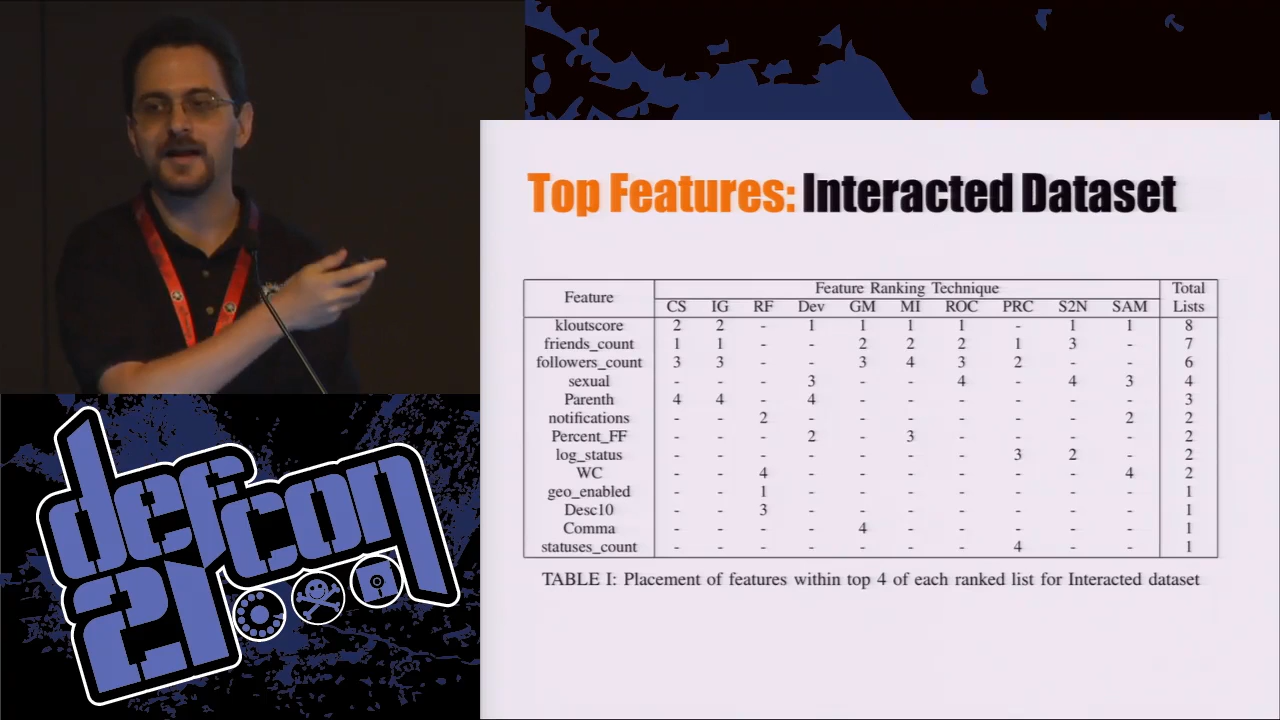 Top Features: Interacted Dataset
Feature Feature Ranking Technique Total Lists
CS IG RF Dev GM MI ROC PRC S2N SAM
kloutscore 2 2 - 1 1 1 1 - 1 1 8
friends_count 1 1 - - 2 2 2 1 3 - 7
followers_count 3 3 - - 3 4 3 2 - - 6
sexual - - - 3 - - 4 - 4 3 4
Parenth 4 4 - 4 - - - - - - 3
notifications - - 2 - - - - - - 2 2
Percent_FF - - - 2 - 3 - - - - 2
log_status - - - - - - - 3 2 - 2
WC - - 4 - - - - - - 4 2
geo_enabled - - 1 - - - - - - - 1
Desc10 - - 3 - - - - - - - 1
Comma - - - - 4 - - - - - 1
statuses_count - - - - - - - 4 - - 1
TABLE I: Placement of features within top 4 of each ranked list for Interacted dataset
defcon
21